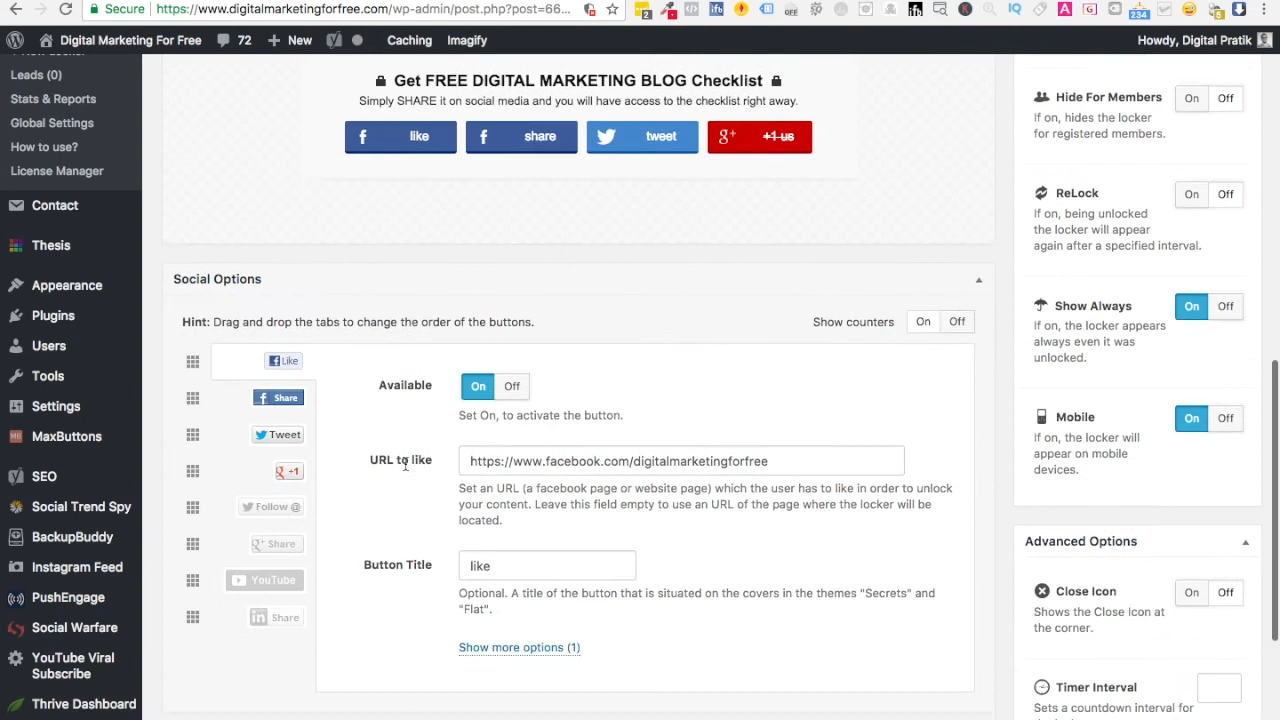 Secure https://www.digitalmarketingforfree.com/wp-admin/post.php?post=66...
Digital Marketing For Free 72 New Caching Imagify Howdy, Digital Pratik
Leads (0)
Stats & Reports
Global Settings
How to use?
License Manager
Contact
Thesis
Appearance
Plugins
Users
Tools
Settings
MaxButtons
SEO
Social Trend Spy
BackupBuddy
Instagram Feed
PushEngage
Social Warfare
YouTube Viral
Subscribe
Thrive Dashboard
Get FREE DIGITAL MARKETING BLOG Checklist
Simply SHARE it on social media and you will have access to the checklist right away.
like share tweet +1 us
Social Options
Hint: Drag and drop the tabs to change the order of the buttons. Show counters On Off
Like
Share
Tweet
+1
Follow @
Share
YouTube
Share
Available On Off
Set On, to activate the button.
URL to like https://www.facebook.com/digitalmarketingforfree
Set an URL (a facebook page or website page) which the user has to like in order to unlock
your content. Leave this field empty to use an URL of the page where the locker will be
located.
Button Title like
Optional. A title of the button that is situated on the covers in the themes "Secrets" and
"Flat".
Show more options (1)
Hide For Members On Off
If on, hides the locker
for registered members.
ReLock On Off
If on, being unlocked
the locker will appear
again after a specified interval.
Show Always On Off
If on, the locker appears
always even it was
unlocked.
Mobile On Off
If on, the locker will
appear on mobile
devices.
Advanced Options
Close Icon On Off
Shows the Close Icon at
the corner.
Timer Interval
Sets a countdown interval for